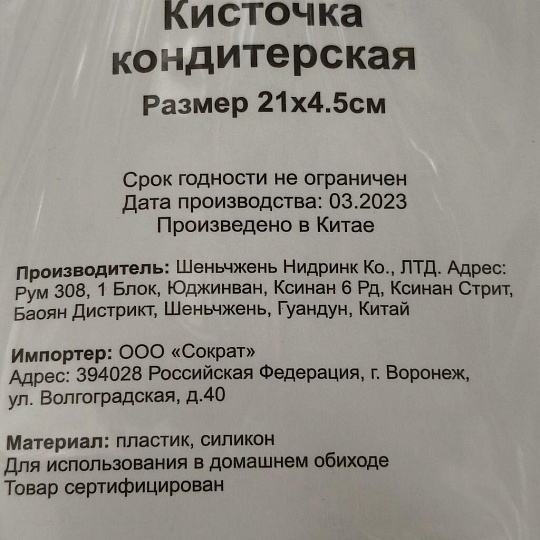 Кисточка
кондитерская
Размер 21х4.5см
Срок годности не ограничен
Дата производства: 03.2023
Произведено в Китае
Производитель: Шеньчжень Нидринк Ко., ЛТД. Адрес:
Рум 308, 1 Блок, Юджинван, Ксинан 6 Рд, Ксинан Стрит,
Баоян Дистрикт, Шеньчжень, Гуандун, Китай
Импортер: ООО «Сократ»
Адрес: 394028 Российская Федерация, г. Воронеж,
ул. Волгоградская, д.40
Материал: пластик, силикон
Для использования в домашнем обиходе
Товар сертифицирован